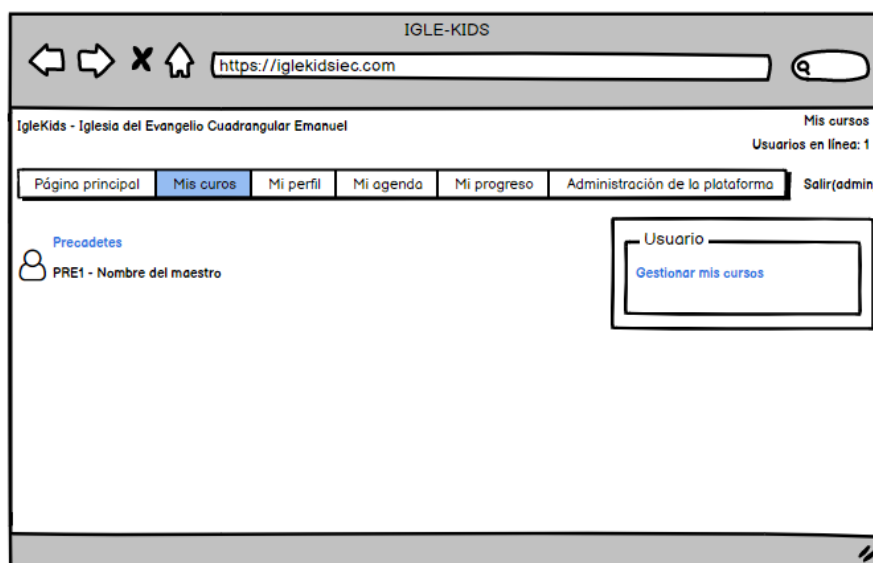 IGLE-KIDS
https://iglekidsiec.com
IgleKids - Iglesia del Evangelio Cuadrangular Emanuel
Mis cursos
Usuarios en línea: 1
Página principal Mis curos Mi perfil Mi agenda Mi progreso Administración de la plataforma Salir(admin
Precadetes
PRE1 - Nombre del maestro
Usuario
Gestionar mis cursos